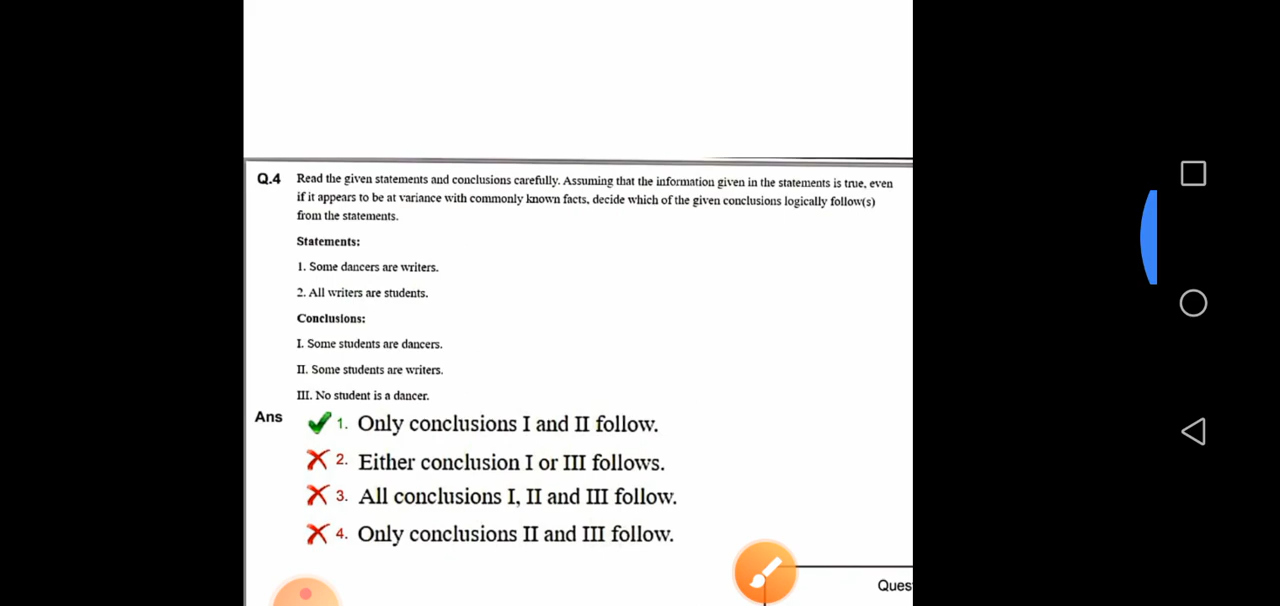 Q.4 Read the given statements and conclusions carefully. Assuming that the information given in the statements is true, even
if it appears to be at variance with commonly known facts, decide which of the given conclusions logically follow(s)
from the statements.
Statements:
1. Some dancers are writers.
2. All writers are students.
Conclusions:
I. Some students are dancers.
II. Some students are writers.
III. No student is a dancer.
Ans 1. Only conclusions I and II follow.
2. Either conclusion I or III follows.
3. All conclusions I, II and III follow.
4. Only conclusions II and III follow.
Ques